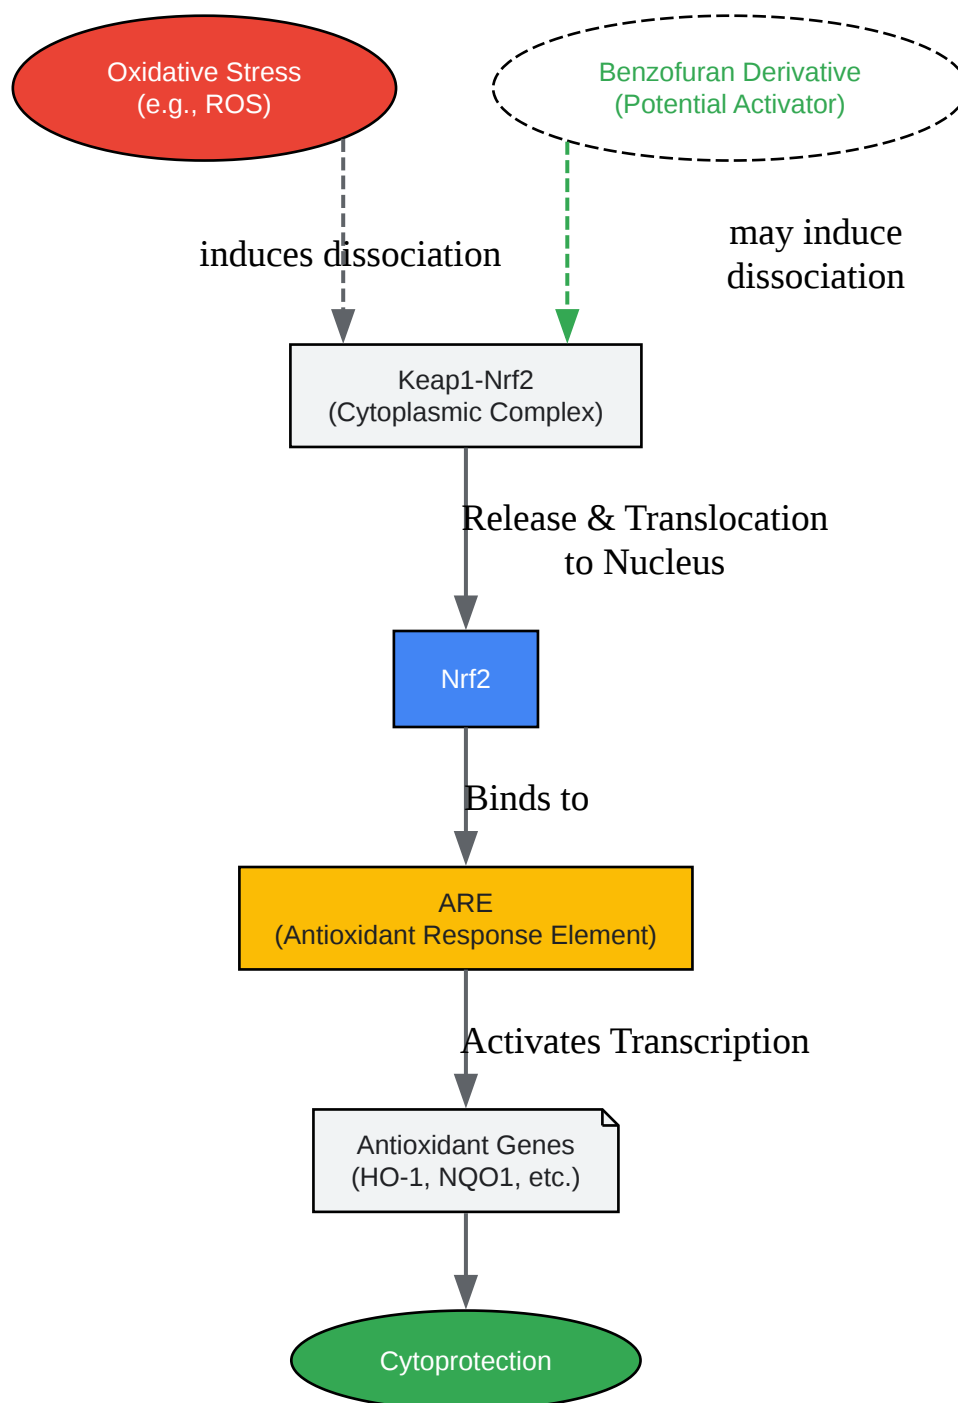 Oxidative Stress
(e.g., ROS)
Benzofuran Derivative
(Potential Activator)
induces dissociation
may induce
dissociation
Keap1-Nrf2
(Cytoplasmic Complex)
Release & Translocation
to Nucleus
Nrf2
Binds to
ARE
(Antioxidant Response Element)
Activates Transcription
Antioxidant Genes
(HO-1, NQO1, etc.)
Cytoprotection